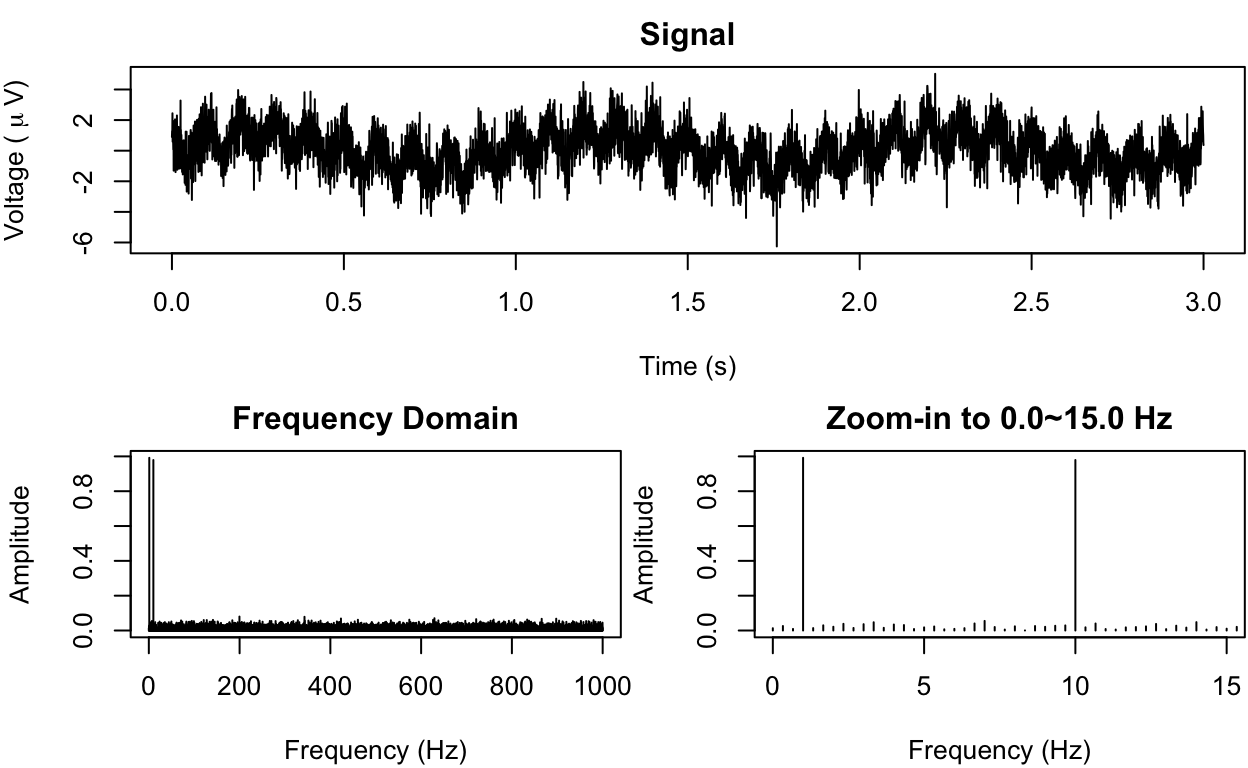 Signal
Voltage ( μ V)
2
-2
-6
0.0 0.5 1.0 1.5 2.0 2.5 3.0
Time (s)
Frequency Domain
Amplitude
0.8
0.4
0.0
0 200 400 600 800 1000
Frequency (Hz)
Zoom-in to 0.0~15.0 Hz
Amplitude
0.8
0.4
0.0
0 5 10 15
Frequency (Hz)